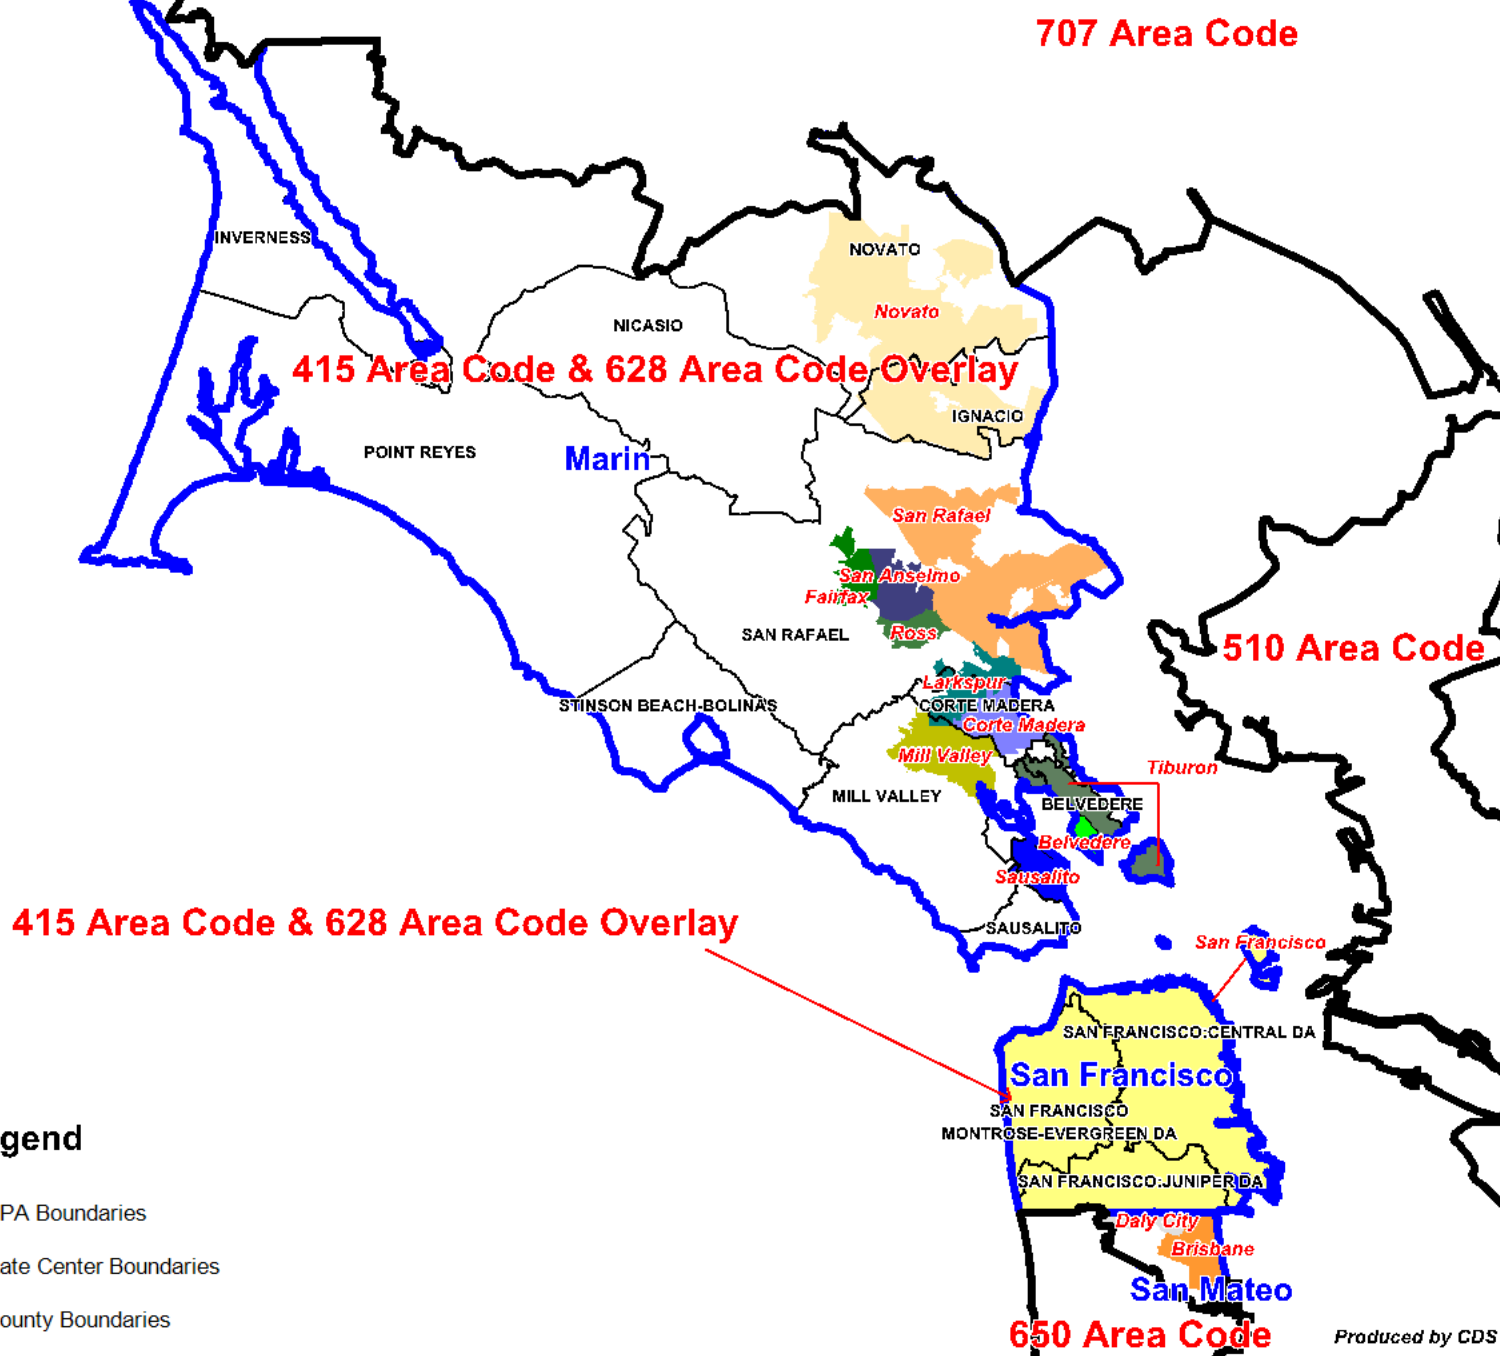 707 Area Code
INVERNESS
NOVATO
Novato
NICASIO
415 Area Code & 628 Area Code Overlay
IGNACIO
POINT REYES
Marin
San Rafael
San Anselmo
Fairfax
Ross
SAN RAFAEL
510 Area Code
Larkspur
STINSON BEACH-BOLINAS
CORTE MADERA
Corte Madera
Mill Valley
Tiburon
MILL VALLEY
BELVEDERE
Belvedere
Sausalito
415 Area Code & 628 Area Code Overlay
SAUSALITO
San Francisco
SAN FRANCISCO:CENTRAL DA
San Francisco
SAN FRANCISCO
MONTROSE-EVERGREEN DA
gend
SAN FRANCISCO:JUNIPER DA
PA Boundaries
Daly City
Brisbane
ate Center Boundaries
San Mateo
ounty Boundaries
650 Area Code
Produced by CDS